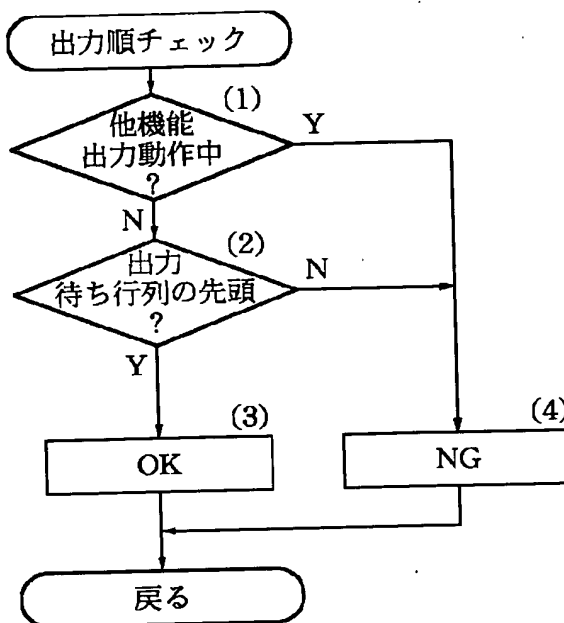 出力順チェック
(1)
他機能
出力動作中
?
Y
N
(2)
出力
待ち行列の先頭
?
N
Y
(3)
OK
(4)
NG
戻る